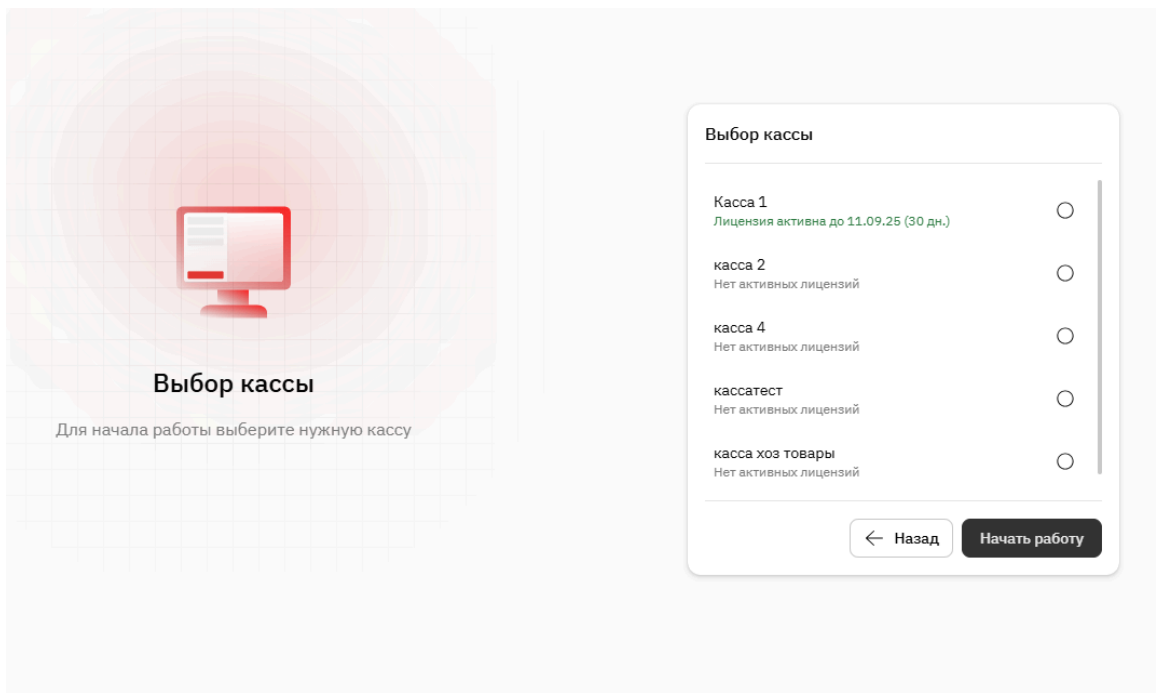 Выбор кассы
Для начала работы выберите нужную кассу
Выбор кассы
Касса 1
Лицензия активна до 11.09.25 (30 дн.)
касса 2
Нет активных лицензий
касса 4
Нет активных лицензий
кассатест
Нет активных лицензий
касса хоз товары
Нет активных лицензий
← Назад
Начать работу